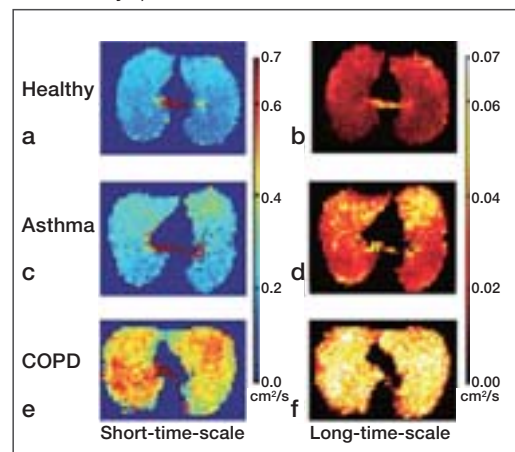 Healthy
a
b
0.7
0.6
0.4
0.2
0.0
cm²/s
0.07
0.06
0.04
0.02
0.00
cm²/s
Asthma
c
d
COPD
e
f
Short-time-scale
Long-time-scale